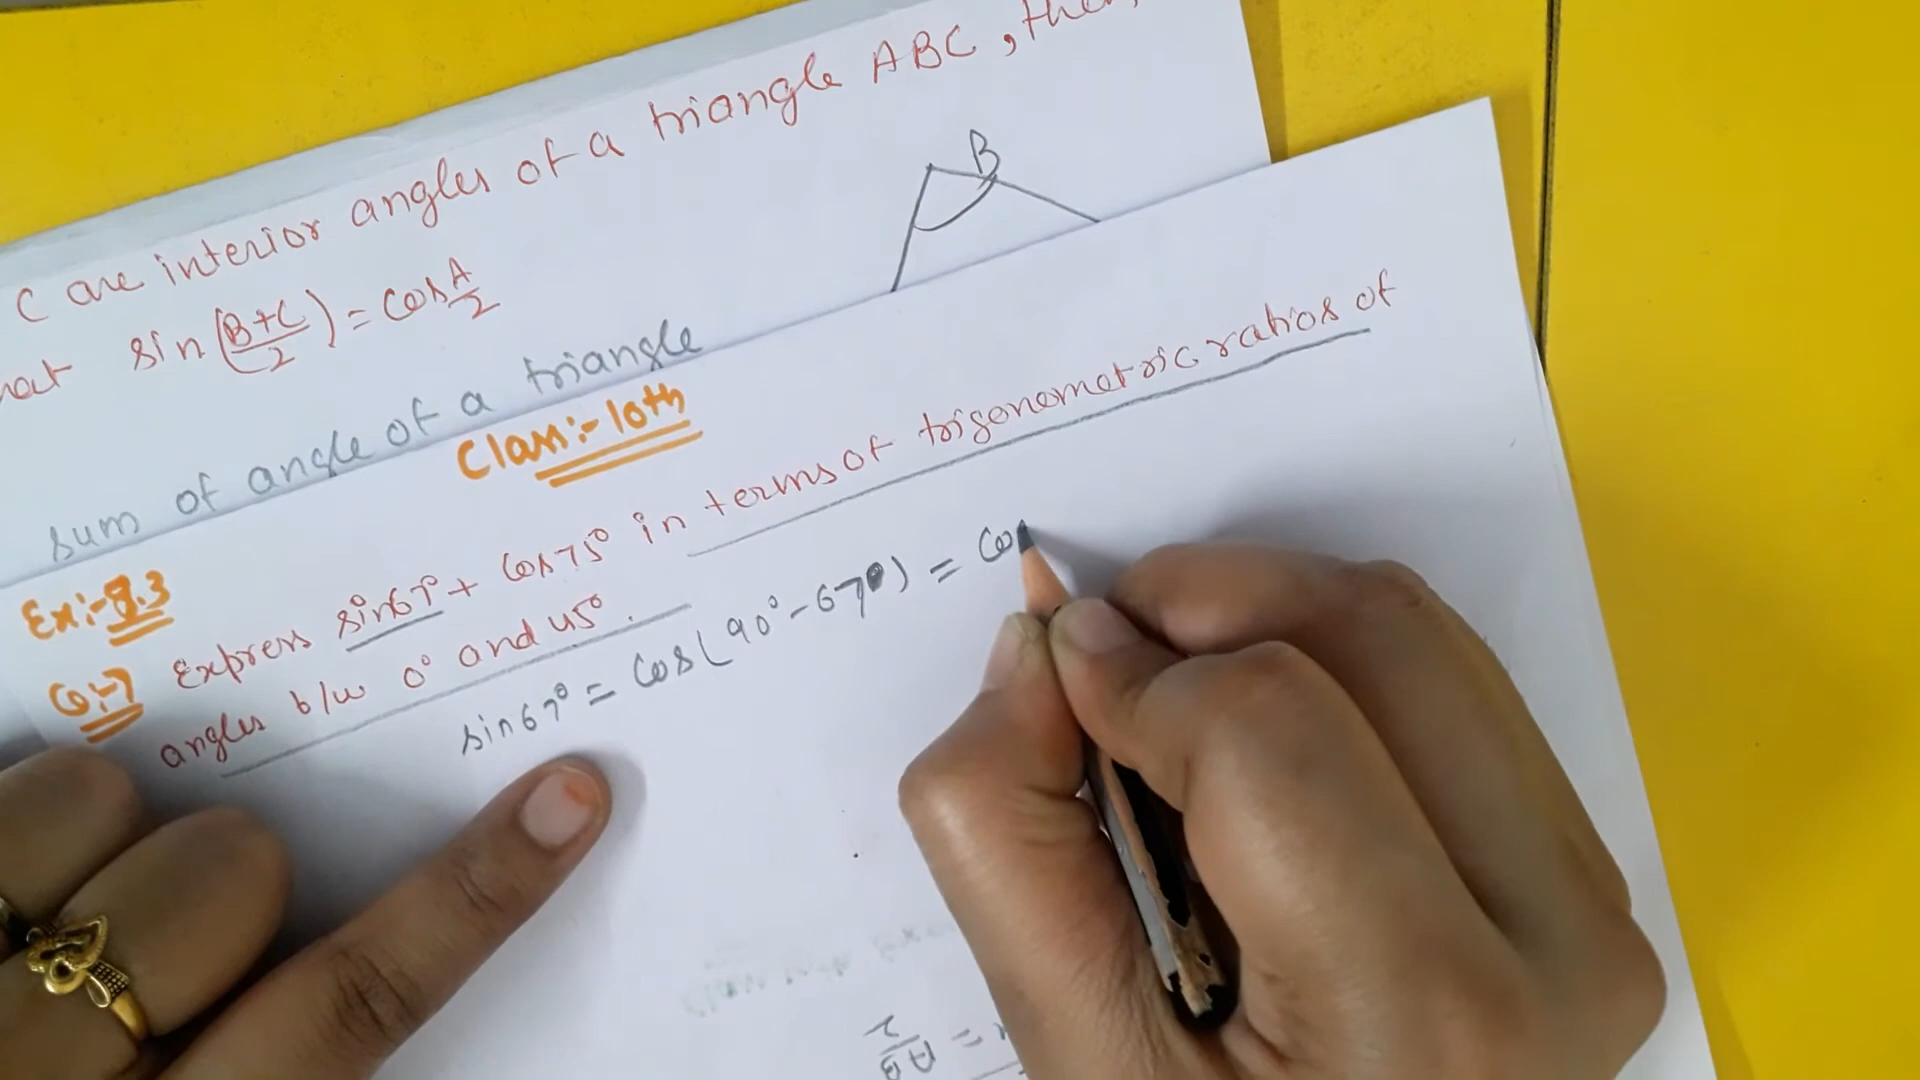 C are interior angles of a triangle ABC, then,
sin (B+C/2) = cos A/2
B
sum of angle of a triangle
Class:- 10th
Ex:- 8.3
Q:-7 Express sin67° + cos75° in terms of trigonometric ratios of
angles b/w 0° and 45°.
sin67° = cos(90° - 67°) = cos